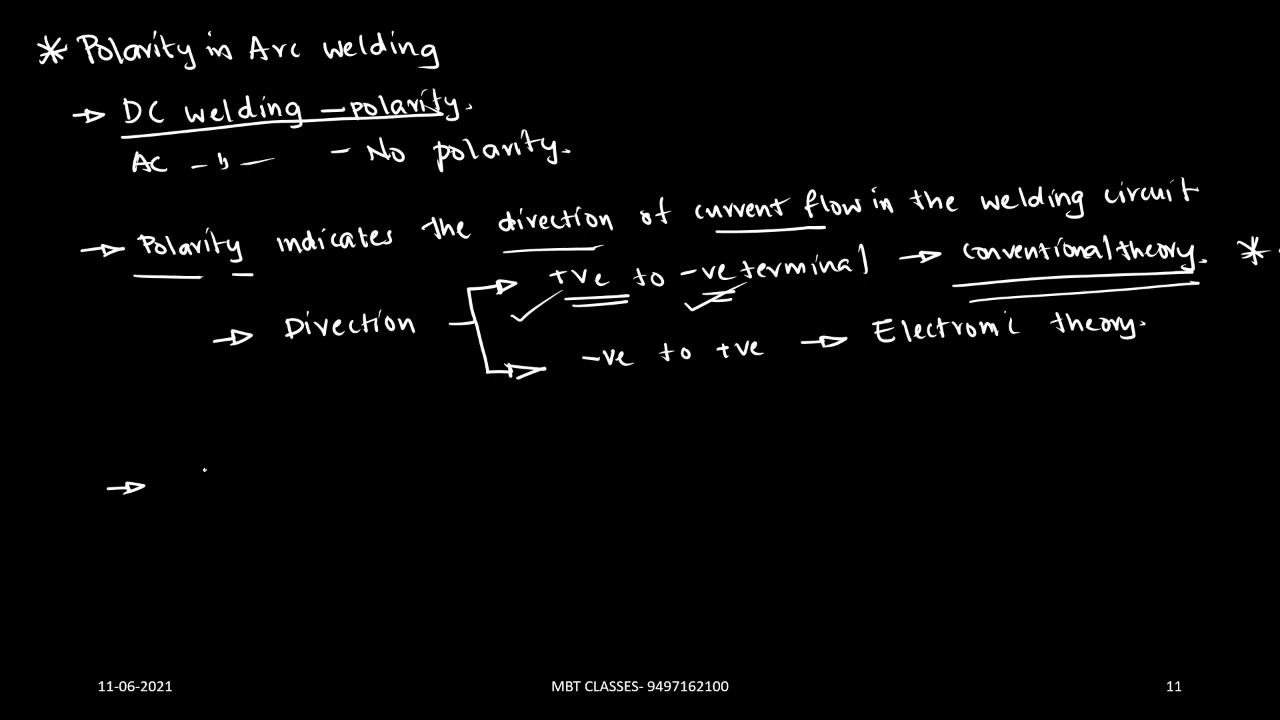 * Polarity in Arc welding
→ DC welding – polarity.
AC –〃– – No polarity.
→ Polarity indicates the direction of current flow in the welding circuit
+ve to -ve terminal → conventional theory. *
→ Direction
-ve to +ve → Electronic theory.
→
11-06-2021 MBT CLASSES- 9497162100 11